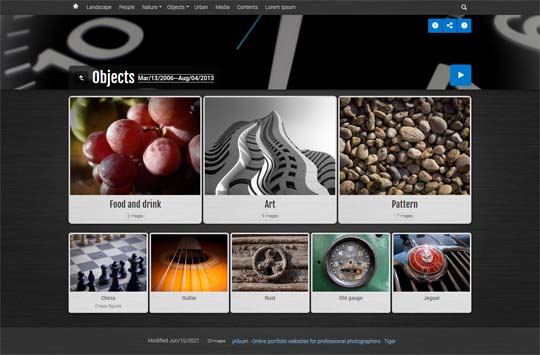 Landscape People Nature Objects Urban Media Contents Lorem Ipsum
Objects Mar/13/2006—Aug/04/2013
Food and drink Art Pattern
images 9 images 7 images
Chess Guitar Rust Old gauge Jaguar
Chess figures
Modified Jun/15/2021 23 images jAlbum · Online portfolio websites for professional photographers · Tiger